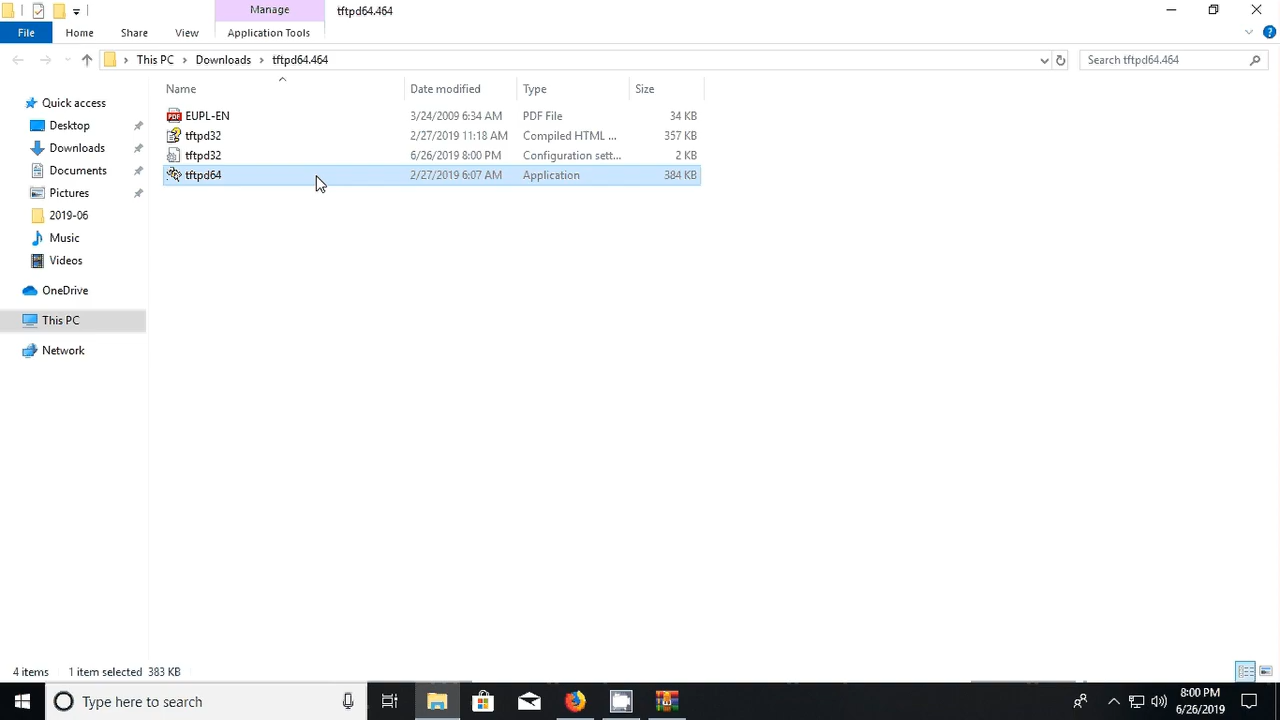 Manage
tftpd64.464
File
Home
Share
View
Application Tools
This PC
Downloads
tftpd64.464
Search tftpd64.464
Name
Date modified
Type
Size
Quick access
Desktop
Downloads
Documents
Pictures
2019-06
Music
Videos
OneDrive
This PC
Network
PDF EUPL-EN 3/24/2009 6:34 AM PDF File 34 KB
tftpd32 2/27/2019 11:18 AM Compiled HTML ... 357 KB
tftpd32 6/26/2019 8:00 PM Configuration sett... 2 KB
tftpd64 2/27/2019 6:07 AM Application 384 KB
4 items 1 item selected 383 KB
Type here to search
8:00 PM
6/26/2019